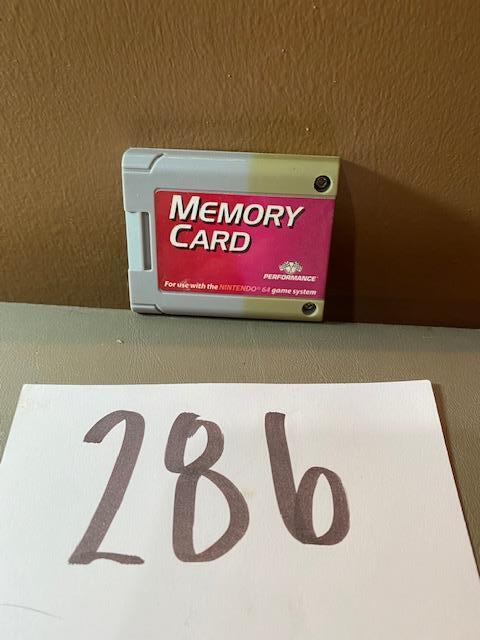 MEMORY
CARD
PERFORMANCE
For use with the NINTENDO® 64 game system
286